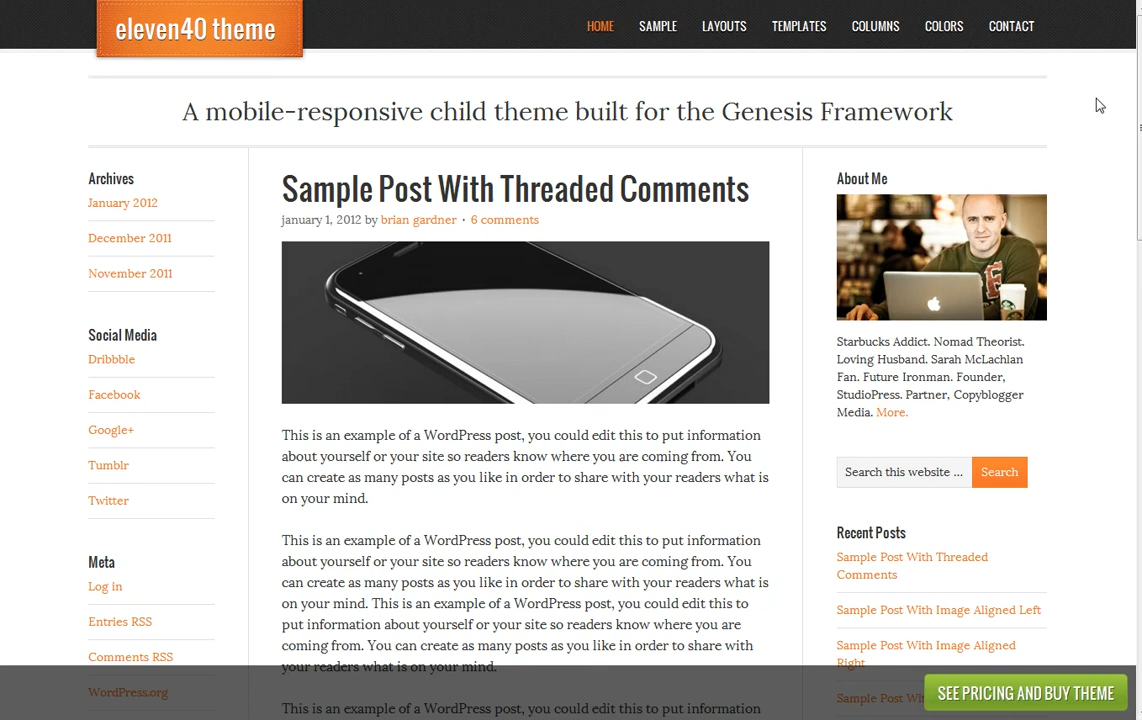 eleven40 theme
HOME SAMPLE LAYOUTS TEMPLATES COLUMNS COLORS CONTACT
A mobile-responsive child theme built for the Genesis Framework
Archives
January 2012
December 2011
November 2011
Social Media
Dribbble
Facebook
Google+
Tumblr
Twitter
Meta
Log in
Entries RSS
Comments RSS
WordPress.org
Sample Post With Threaded Comments
january 1, 2012 by brian gardner · 6 comments
This is an example of a WordPress post, you could edit this to put information
about yourself or your site so readers know where you are coming from. You
can create as many posts as you like in order to share with your readers what is
on your mind.
This is an example of a WordPress post, you could edit this to put information
about yourself or your site so readers know where you are coming from. You
can create as many posts as you like in order to share with your readers what is
on your mind. This is an example of a WordPress post, you could edit this to
put information about yourself or your site so readers know where you are
coming from. You can create as many posts as you like in order to share with
your readers what is on your mind.
This is an example of a WordPress post, you could edit this to put information
About Me
Starbucks Addict. Nomad Theorist.
Loving Husband. Sarah McLachlan
Fan. Future Ironman. Founder,
StudioPress. Partner, Copyblogger
Media. More.
Search this website ... Search
Recent Posts
Sample Post With Threaded
Comments
Sample Post With Image Aligned Left
Sample Post With Image Aligned
Right
Sample Post
SEE PRICING AND BUY THEME